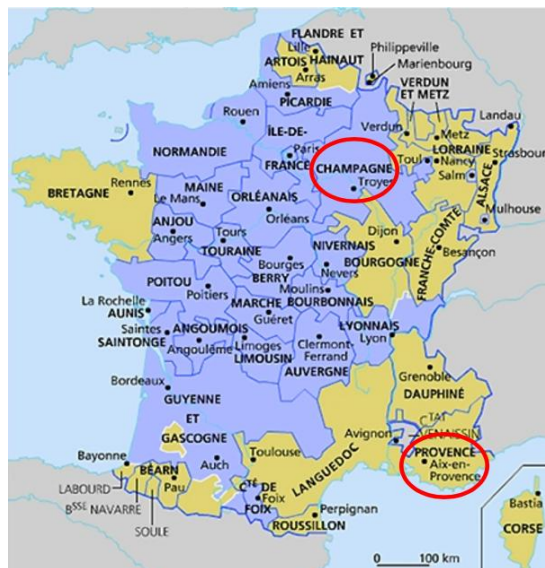 FLANDRE ET
Lille
HAINAUT
ARTOIS
Arras
Philippeville
Marienbourg
Amiens
PICARDIE
VERDUN
ET METZ
Landau
Rouen
ÎLE-DE-
FRANCE
Paris
Verdun
Metz
LORRAINE
Toul
Nancy
Strasbourg
Salm
ALSACE
NORMANDIE
CHAMPAGNE
Troyes
Mulhouse
BRETAGNE
Rennes
MAINE
Le Mans
ORLÉANAIS
Orléans
ANJOU
Angers
Tours
TOURAINE
NIVERNAIS
Nevers
Dijon
BOURGOGNE
FRANCHE-COMTÉ
Besançon
Bourges
BERRY
Moulins
BOURBONNAIS
POITOU
Poitiers
La Rochelle
AUNIS
MARCHE
Guéret
Saintes
SAINTONGE
ANGOUMOIS
Angoulême
Limoges
LIMOUSIN
Clermont-
Ferrand
AUVERGNE
LYONNAIS
Lyon
Bordeaux
GUYENNE
ET
GASCOGNE
Grenoble
DAUPHINÉ
CTAT
VENAISSIN
Avignon
PROVENCE
Aix-en-
Provence
Bayonne
BÉARN
Pau
Auch
Toulouse
LANGUEDOC
LABOURD
BSSE NAVARRE
SOULE
CTÉ DE
FOIX
Foix
Perpignan
ROUSSILLON
Bastia
CORSE
0 100 km